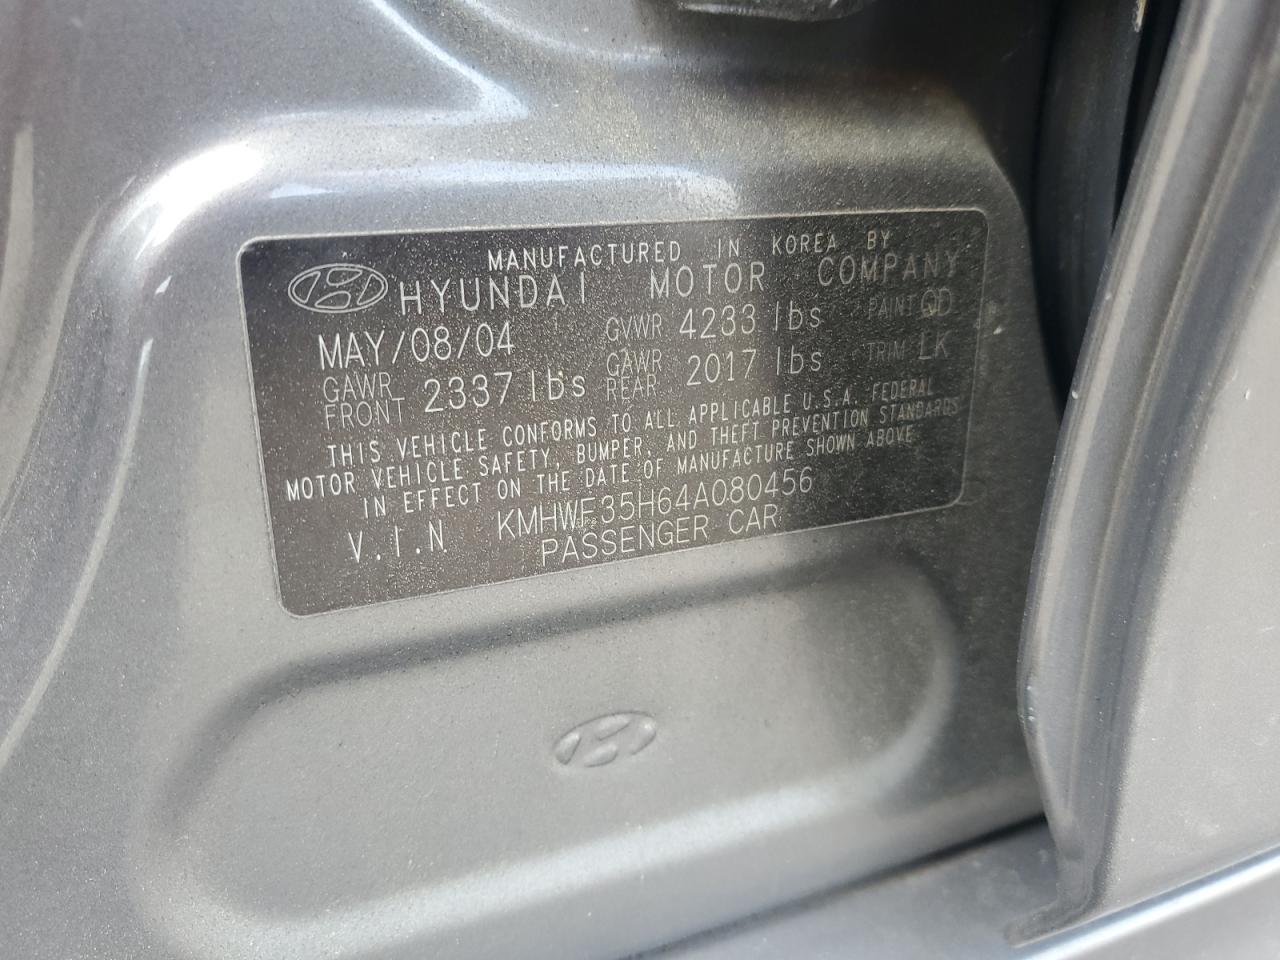 MANUFACTURED IN KOREA BY
HYUNDAI MOTOR COMPANY
MAY/08/04 GVWR 4233 lbs PAINT QD
GAWR FRONT 2337 lbs GAWR REAR 2017 lbs TRIM LK
THIS VEHICLE CONFORMS TO ALL APPLICABLE U.S.A. FEDERAL
MOTOR VEHICLE SAFETY, BUMPER, AND THEFT PREVENTION STANDARDS
IN EFFECT ON THE DATE OF MANUFACTURE SHOWN ABOVE
V.I.N KMHWF35H64A080456
PASSENGER CAR